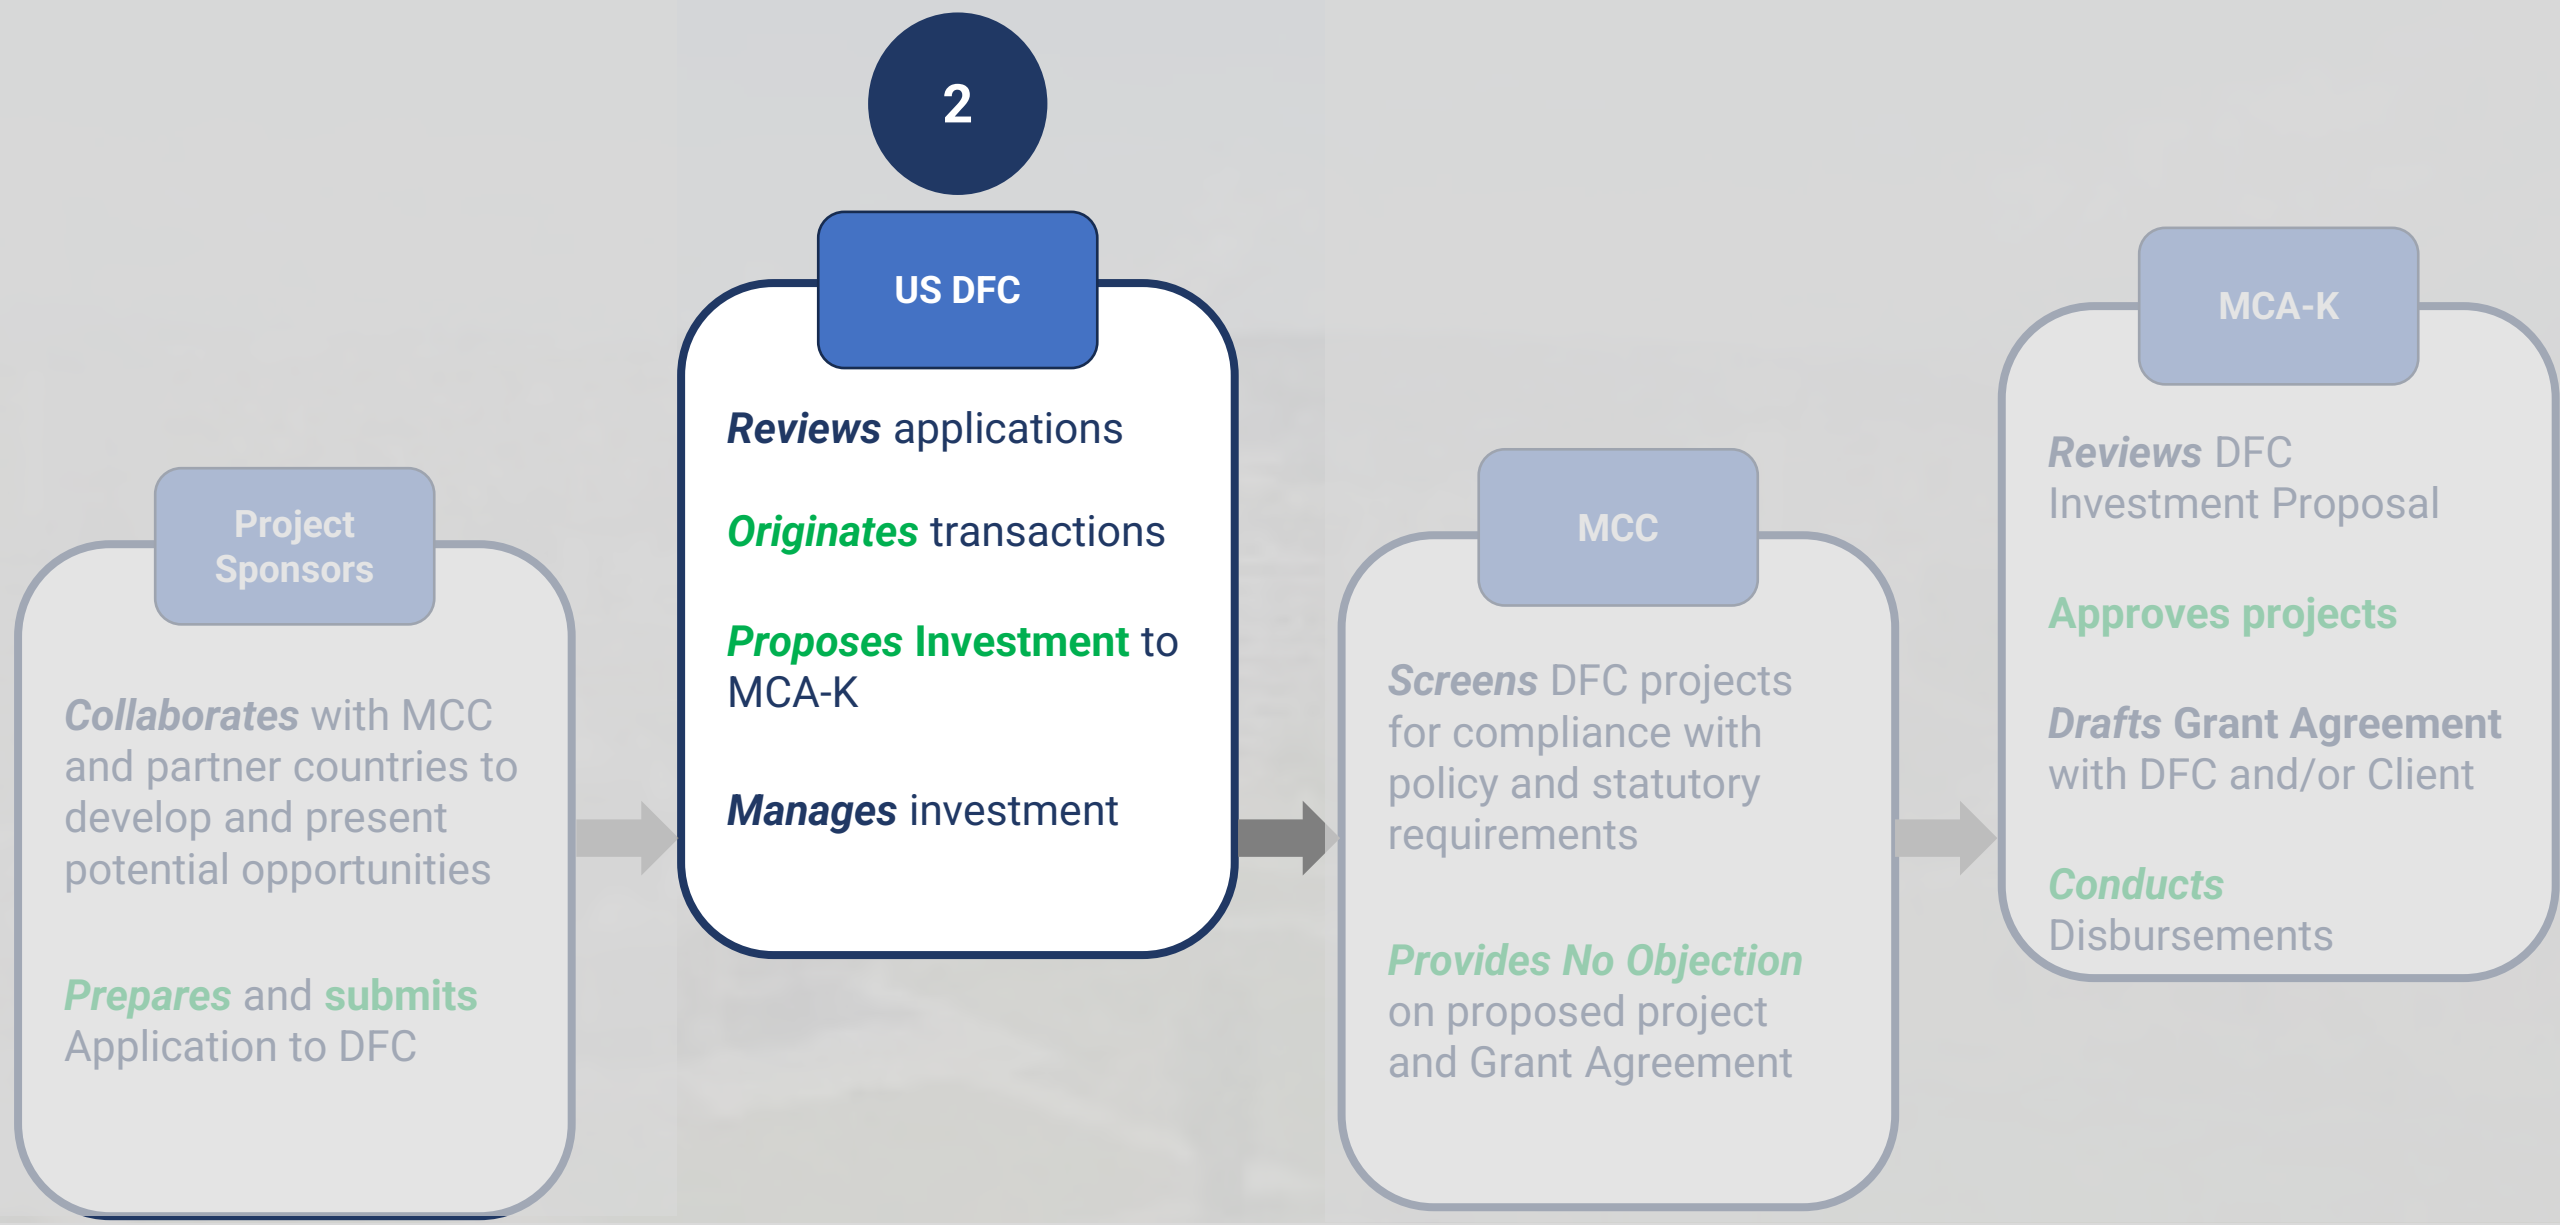 2
Project
Sponsors
Collaborates with MCC
and partner countries to
develop and present
potential opportunities
Prepares and submits
Application to DFC
US DFC
Reviews applications
Originates transactions
Proposes Investment to
MCA-K
Manages investment
MCC
Screens DFC projects
for compliance with
policy and statutory
requirements
Provides No Objection
on proposed project
and Grant Agreement
MCA-K
Reviews DFC
Investment Proposal
Approves projects
Drafts Grant Agreement
with DFC and/or Client
Conducts
Disbursements